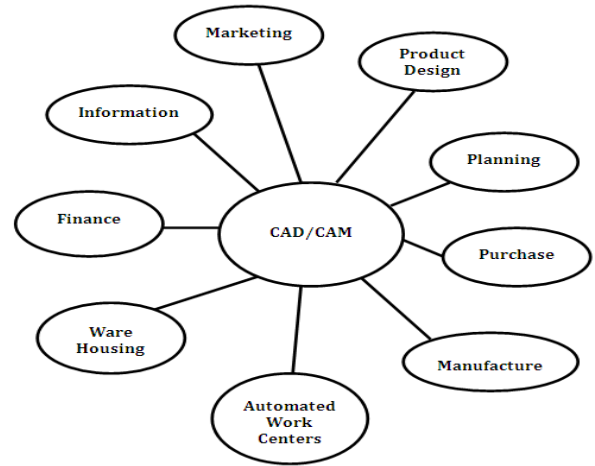 Marketing
Product
Design
Information
Planning
Finance
CAD/CAM
Purchase
Ware
Housing
Manufacture
Automated
Work
Centers